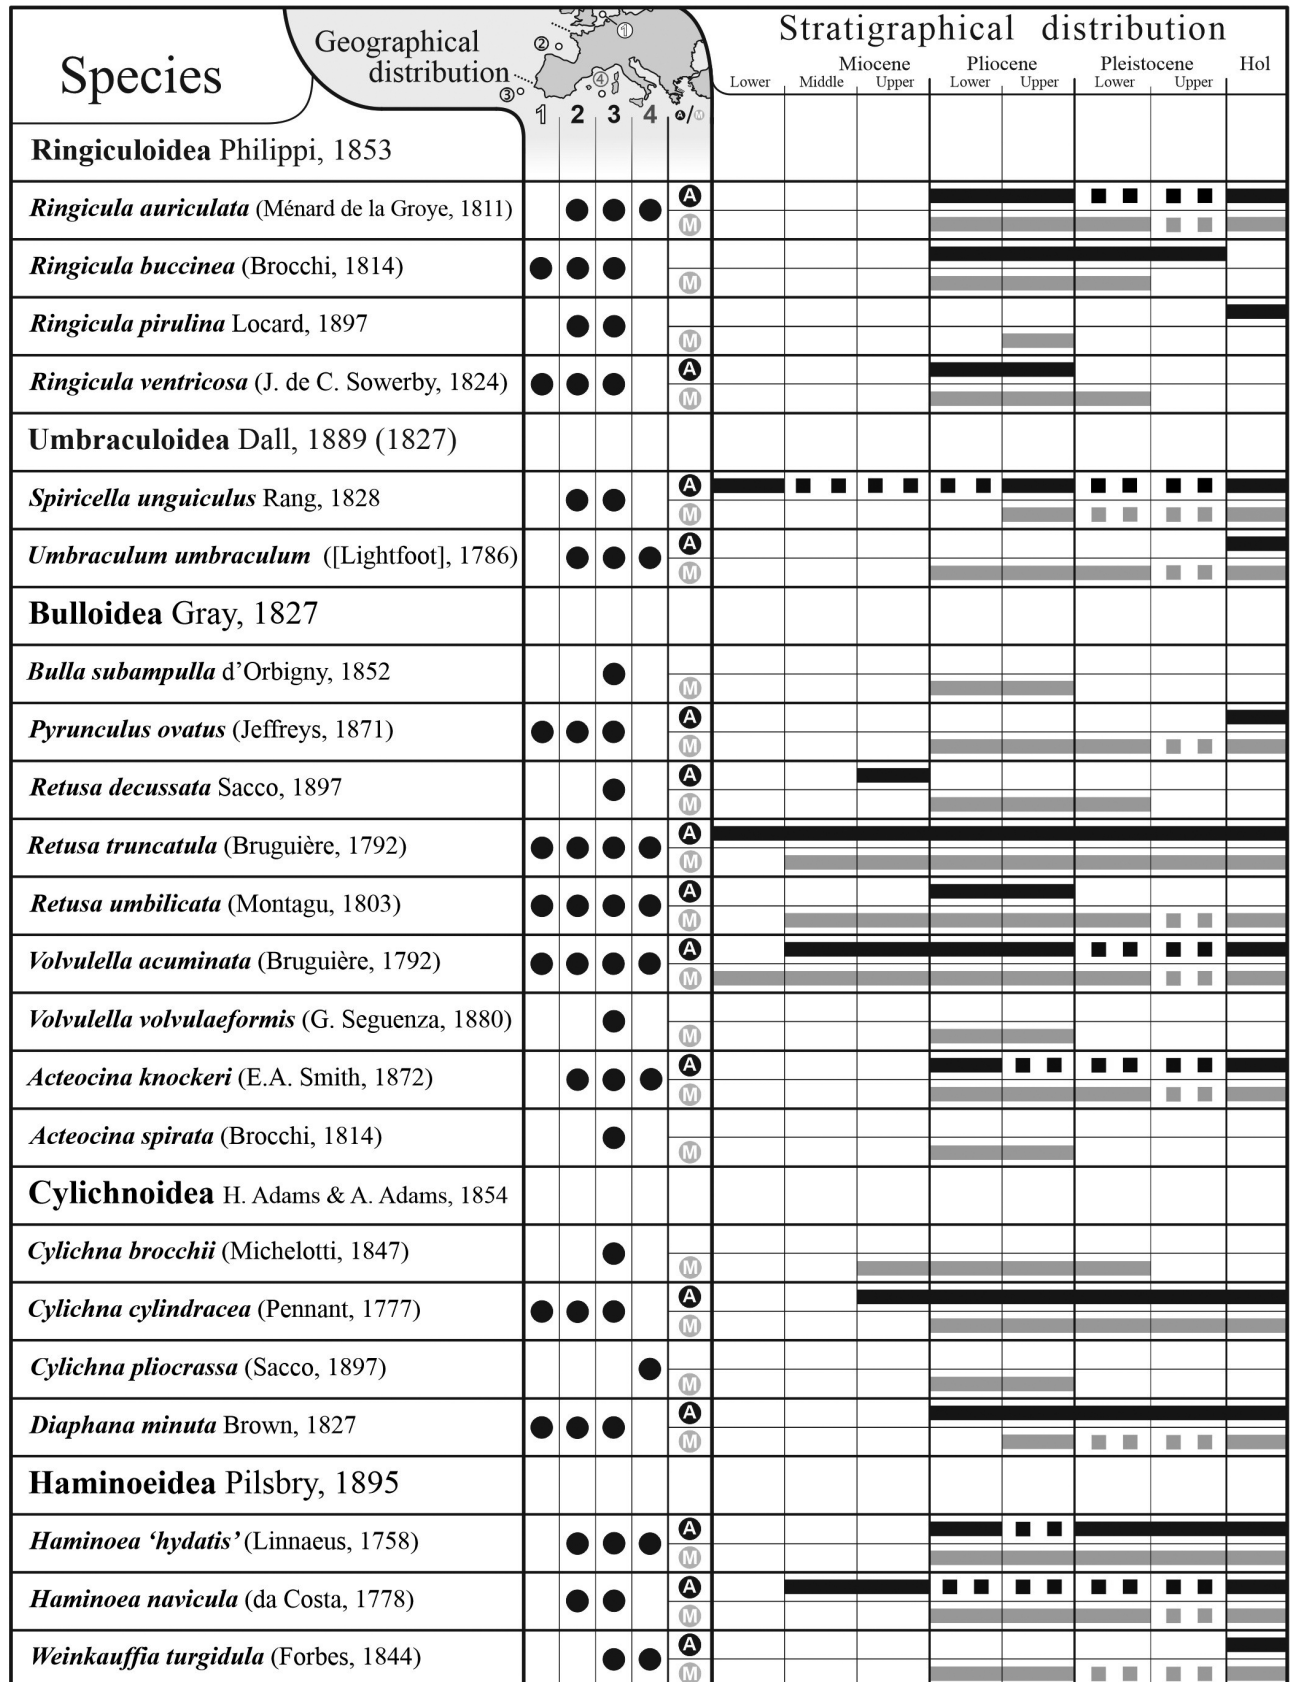 Species
Geographical
distribution
① ② ③ ④
1 2 3 4 A/M
Stratigraphical distribution
Miocene Pliocene Pleistocene Hol
Lower Middle Upper Lower Upper Lower Upper
Ringiculoidea Philippi, 1853
Ringicula auriculata (Ménard de la Groye, 1811) A
M
Ringicula buccinea (Brocchi, 1814)
M
Ringicula pirulina Locard, 1897
M
Ringicula ventricosa (J. de C. Sowerby, 1824) A
M
Umbraculoidea Dall, 1889 (1827)
Spiricella unguiculus Rang, 1828 A
M
Umbraculum umbraculum ([Lightfoot], 1786) A
M
Bulloidea Gray, 1827
Bulla subampulla d’Orbigny, 1852
M
Pyrunculus ovatus (Jeffreys, 1871) A
M
Retusa decussata Sacco, 1897 A
M
Retusa truncatula (Bruguière, 1792) A
M
Retusa umbilicata (Montagu, 1803) A
M
Volvulella acuminata (Bruguière, 1792) A
M
Volvulella volvulaeformis (G. Seguenza, 1880)
M
Acteocina knockeri (E.A. Smith, 1872) A
M
Acteocina spirata (Brocchi, 1814)
M
Cylichnoidea H. Adams & A. Adams, 1854
Cylichna brocchii (Michelotti, 1847)
M
Cylichna cylindracea (Pennant, 1777) A
M
Cylichna pliocrassa (Sacco, 1897)
M
Diaphana minuta Brown, 1827 A
M
Haminoeidea Pilsbry, 1895
Haminoea ‘hydatis’ (Linnaeus, 1758) A
M
Haminoea navicula (da Costa, 1778) A
M
Weinkauffia turgidula (Forbes, 1844) A
M